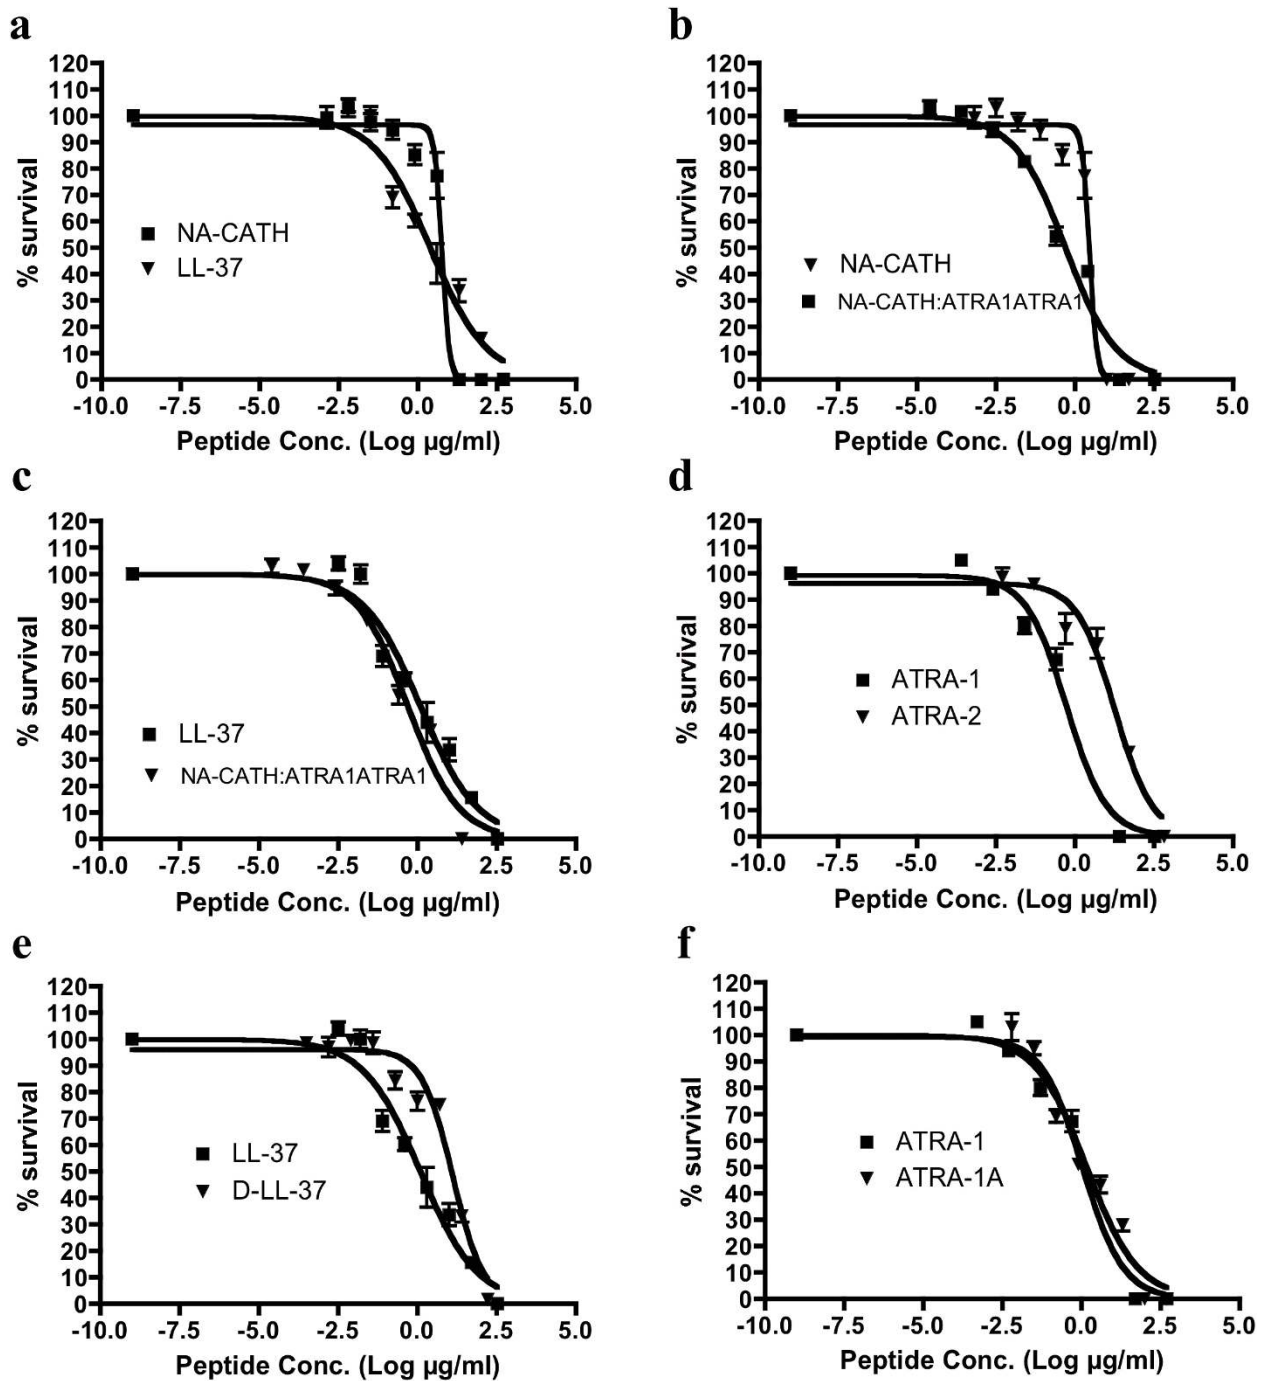 a
120
110
100
90
80
70
60
50
40
30
20
10
0
% survival
NA-CATH
LL-37
-10.0 -7.5 -5.0 -2.5 0.0 2.5 5.0
Peptide Conc. (Log µg/ml)
b
120
110
100
90
80
70
60
50
40
30
20
10
0
% survival
NA-CATH
NA-CATH:ATRA1ATRA1
-10.0 -7.5 -5.0 -2.5 0.0 2.5 5.0
Peptide Conc. (Log µg/ml)
c
120
110
100
90
80
70
60
50
40
30
20
10
0
% survival
LL-37
NA-CATH:ATRA1ATRA1
-10.0 -7.5 -5.0 -2.5 0.0 2.5 5.0
Peptide Conc. (Log µg/ml)
d
120
110
100
90
80
70
60
50
40
30
20
10
0
% survival
ATRA-1
ATRA-2
-10.0 -7.5 -5.0 -2.5 0.0 2.5 5.0
Peptide Conc. (Log µg/ml)
e
120
110
100
90
80
70
60
50
40
30
20
10
0
% survival
LL-37
D-LL-37
-10.0 -7.5 -5.0 -2.5 0.0 2.5 5.0
Peptide Conc. (Log µg/ml)
f
120
110
100
90
80
70
60
50
40
30
20
10
0
% survival
ATRA-1
ATRA-1A
-10.0 -7.5 -5.0 -2.5 0.0 2.5 5.0
Peptide Conc. (Log µg/ml)